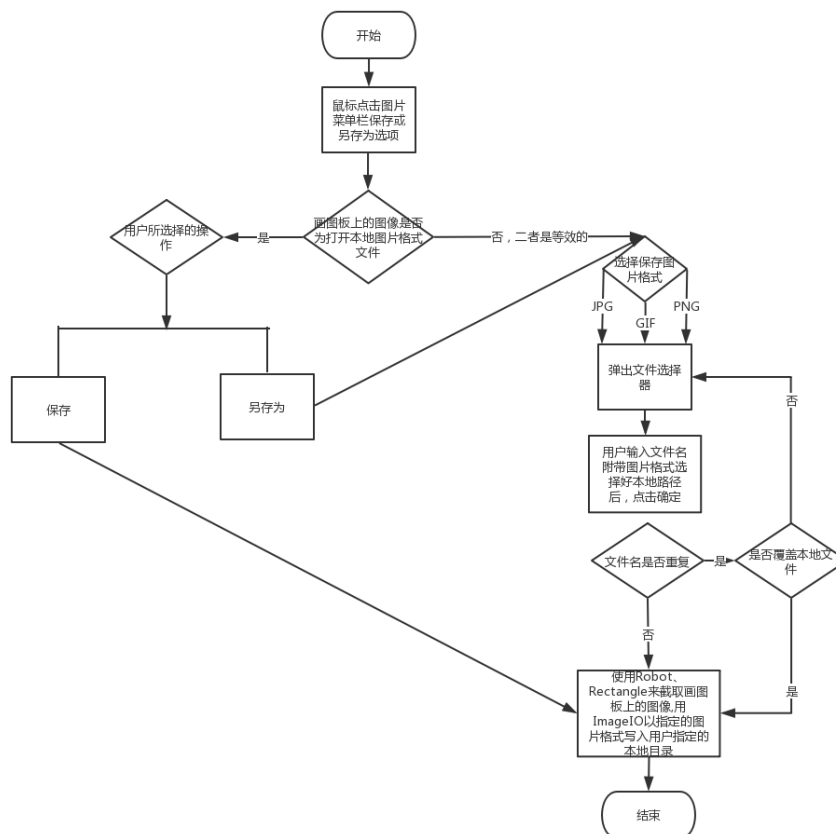 开始
鼠标点击图片
菜单栏保存或
另存为选项
用户所选择的操
作
是
画图板上的图像是否
为打开本地图片格式
文件
否，二者是等效的
选择保存图
片格式
JPG
GIF
PNG
保存
另存为
弹出文件选择
器
否
用户输入文件名
附带图片格式选
择好本地路径
后，点击确定
文件名是否重复
是
是否覆盖本地文
件
否
是
使用Robot、
Rectangle来截取画图
板上的图像,用
ImageIO以指定的图
片格式写入用户指定的
本地目录
结束